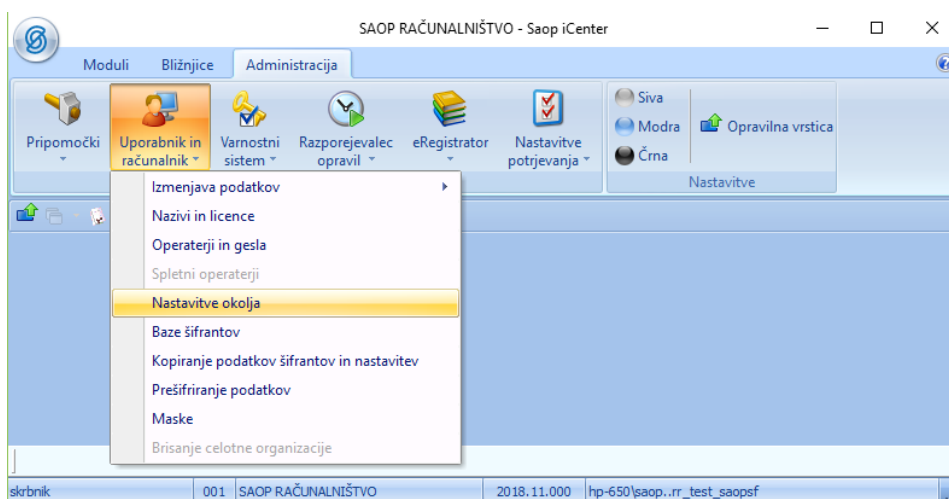 SAOP RAČUNALNIŠTVO - Saop iCenter
Moduli Bližnjice Administracija
Pripomočki
Uporabnik in računalnik
Varnostni sistem
Razporejevalec opravil
eRegistrator
Nastavitve potrjevanja
Siva
Modra
Črna
Opravilna vrstica
Nastavitve
Izmenjava podatkov
Nazivi in licence
Operaterji in gesla
Spletni operaterji
Nastavitve okolja
Baze šifrantov
Kopiranje podatkov šifrantov in nastavitev
Prešifriranje podatkov
Maske
Brisanje celotne organizacije
skrbnik 001 SAOP RAČUNALNIŠTVO 2018.11.000 hp-650\saop..rr_test_saopsf